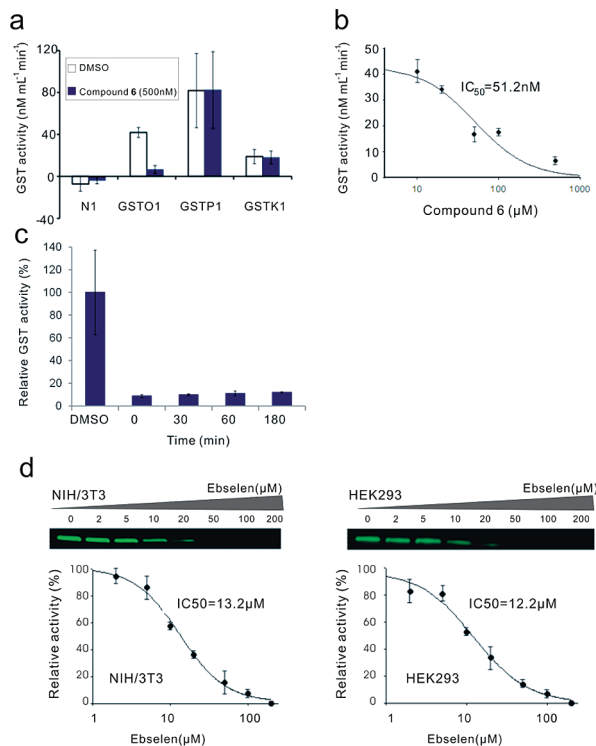 a
GST activity (nM mL⁻¹ min⁻¹)
120
80
40
0
-40
DMSO
Compound 6 (500nM)
N1 GSTO1 GSTP1 GSTK1
b
GST activity (nM mL⁻¹ min⁻¹)
50
40
30
20
10
0
IC50=51.2nM
10 100 1000
Compound 6 (µM)
c
Relative GST activity (%)
140
120
100
80
60
40
20
0
DMSO 0 30 60 180
Time (min)
d
NIH/3T3
Ebselen(µM)
0 2 5 10 20 50 100 200
Relative activity (%)
100
80
60
40
20
0
IC50=13.2µM
NIH/3T3
1 10 100
Ebselen(µM)
HEK293
Ebselen(µM)
0 2 5 10 20 50 100 200
Relative activity (%)
100
80
60
40
20
0
IC50=12.2µM
HEK293
1 10 100
Ebselen(µM)